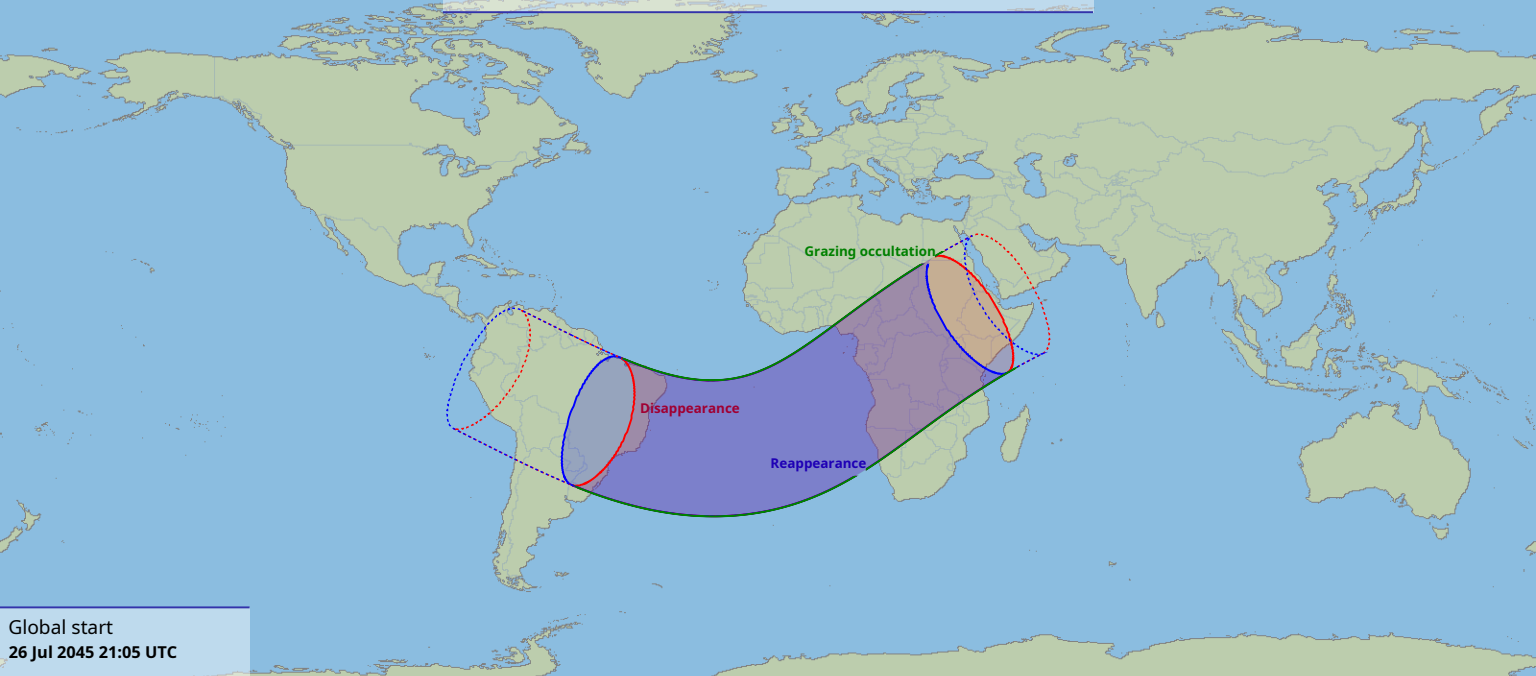 Grazing occultation
Disappearance
Reappearance
Global start
26 Jul 2045 21:05 UTC